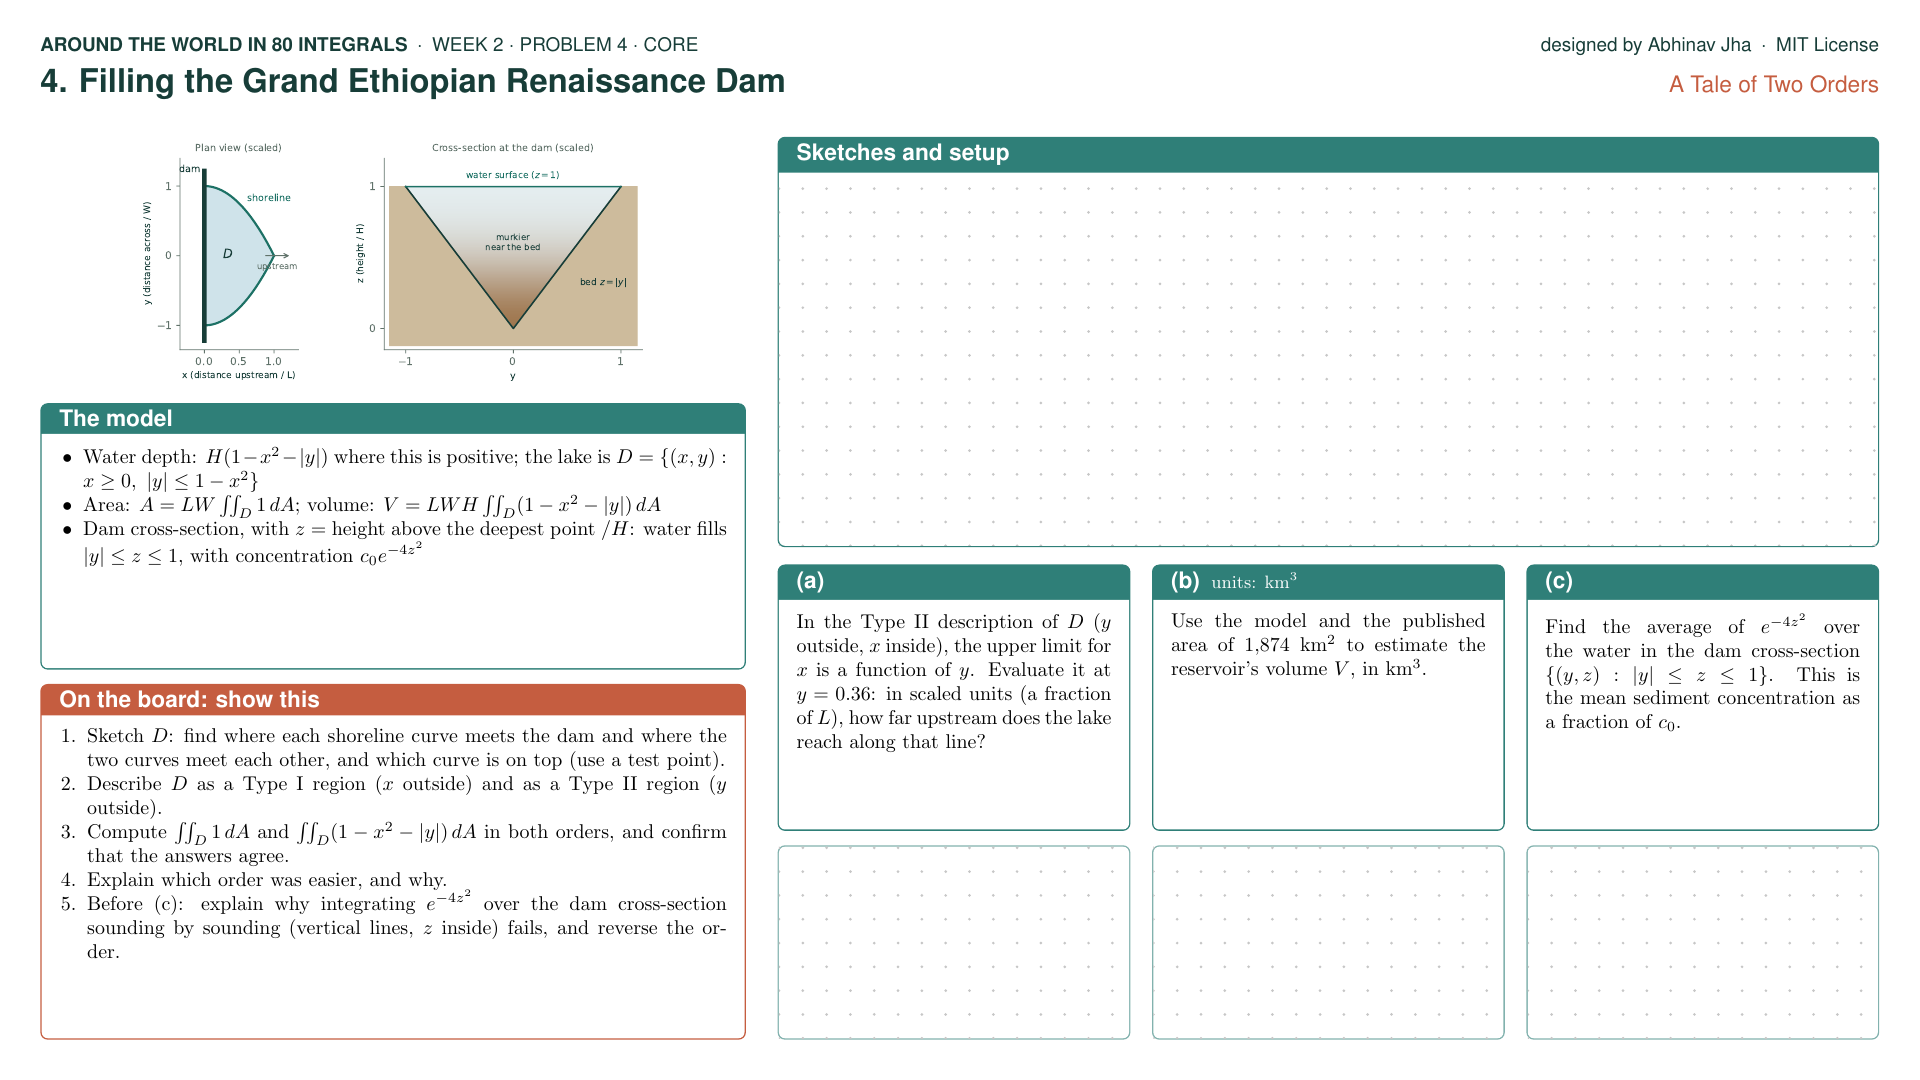 AROUND THE WORLD IN 80 INTEGRALS · WEEK 2 · PROBLEM 4 · CORE
designed by Abhinav Jha · MIT License
4. Filling the Grand Ethiopian Renaissance Dam
A Tale of Two Orders
Plan view (scaled)
dam
shoreline
D
upstream
1
0
−1
y (distance across / W)
0.0 0.5 1.0
x (distance upstream / L)
Cross-section at the dam (scaled)
water surface (z = 1)
murkier
near the bed
bed z = |y|
1
0
z (height / H)
−1 0 1
y
The model
• Water depth: H(1−x²−|y|) where this is positive; the lake is D = {(x, y) :
x ≥ 0, |y| ≤ 1 − x²}
• Area: A = LW ∬_D 1 dA; volume: V = LWH ∬_D(1 − x² − |y|) dA
• Dam cross-section, with z = height above the deepest point /H: water fills
|y| ≤ z ≤ 1, with concentration c₀e^{−4z²}
On the board: show this
1. Sketch D: find where each shoreline curve meets the dam and where the
two curves meet each other, and which curve is on top (use a test point).
2. Describe D as a Type I region (x outside) and as a Type II region (y
outside).
3. Compute ∬_D 1 dA and ∬_D(1 − x² − |y|) dA in both orders, and confirm
that the answers agree.
4. Explain which order was easier, and why.
5. Before (c): explain why integrating e^{−4z²} over the dam cross-section
sounding by sounding (vertical lines, z inside) fails, and reverse the or-
der.
Sketches and setup
(a)
In the Type II description of D (y
outside, x inside), the upper limit for
x is a function of y. Evaluate it at
y = 0.36: in scaled units (a fraction
of L), how far upstream does the lake
reach along that line?
(b) units: km³
Use the model and the published
area of 1,874 km² to estimate the
reservoir's volume V, in km³.
(c)
Find the average of e^{−4z²} over
the water in the dam cross-section
{(y, z) : |y| ≤ z ≤ 1}. This is
the mean sediment concentration as
a fraction of c₀.